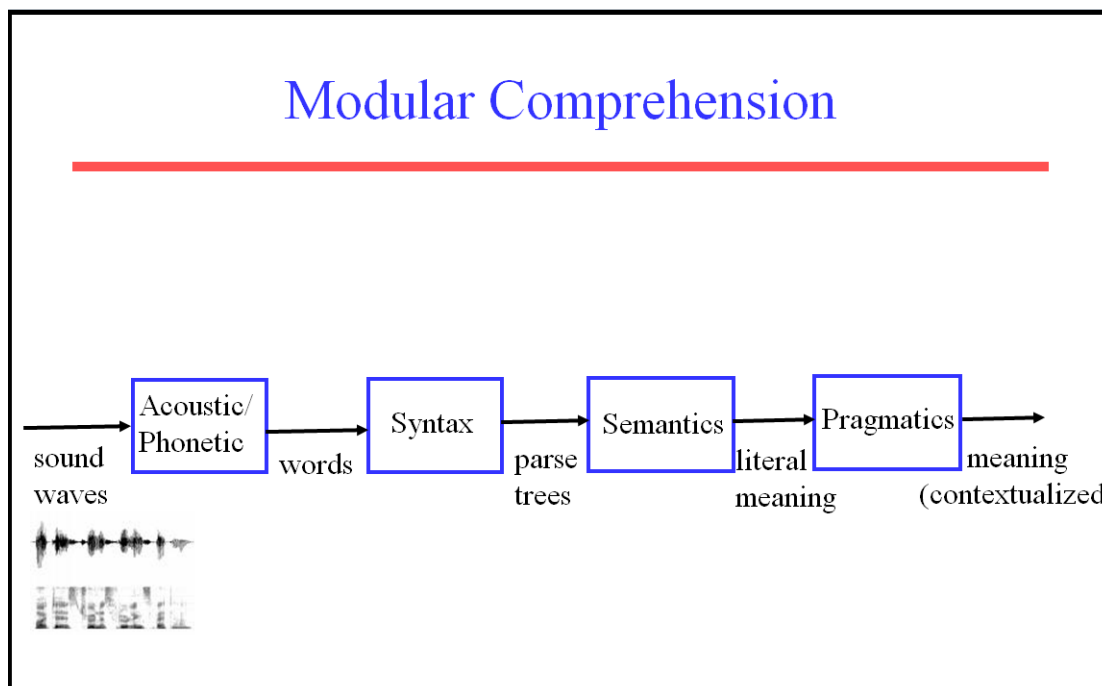 Modular Comprehension
Acoustic/
Phonetic
Syntax
Semantics
Pragmatics
sound
waves
words
parse
trees
literal
meaning
meaning
(contextualized